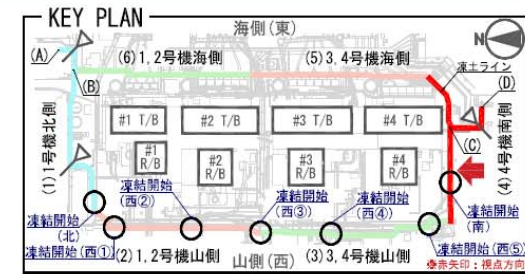 KEY PLAN
海側(東)
N
(A)
(6)1,2号機海側
(5)3,4号機海側
凍土ライン
(B)
(D)
#1 T/B
#2 T/B
#3 T/B
#4 T/B
(C)
(1)1号機北側
(4)4号機南側
#1
R/B
#2
R/B
#3
R/B
#4
R/B
凍結開始
(西②)
凍結開始
(西③)
凍結開始
(西④)
凍結開始
(北)
凍結開始
(南)
凍結開始
(西①)
(2)1,2号機山側
(3)3,4号機山側
凍結開始
(西⑤)
山側(西)
※赤矢印：視点方向